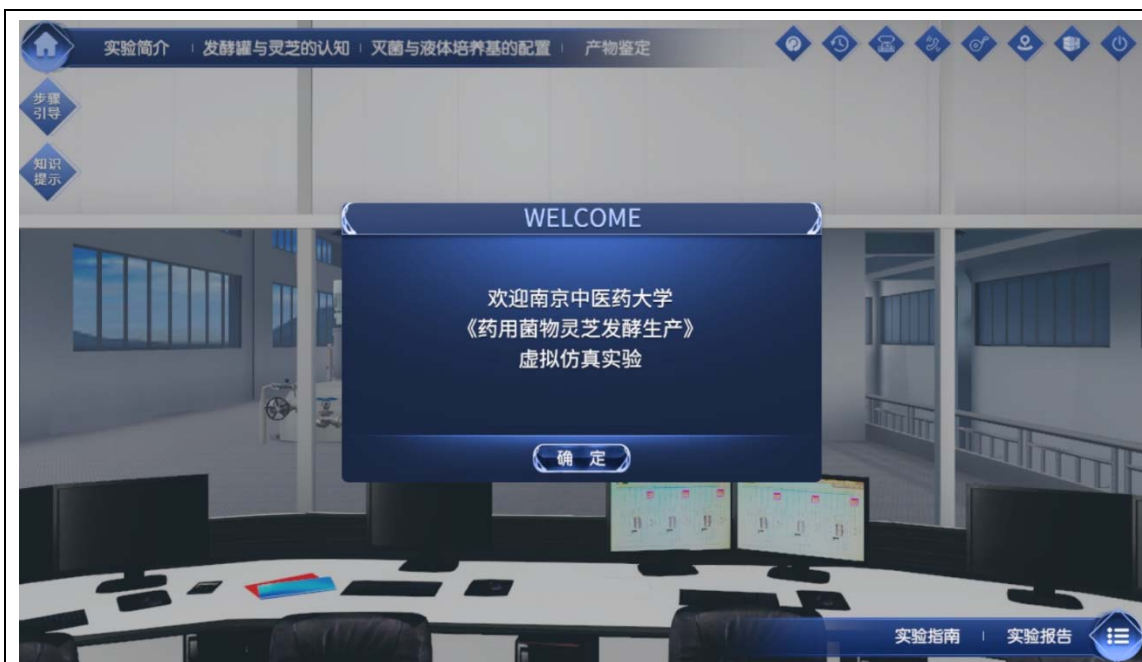 实验简介 发酵罐与灵芝的认知 灭菌与液体培养基的配置 产物鉴定
步骤
引导
知识
提示
WELCOME
欢迎南京中医药大学
《药用菌物灵芝发酵生产》
虚拟仿真实验
确 定
实验指南 实验报告